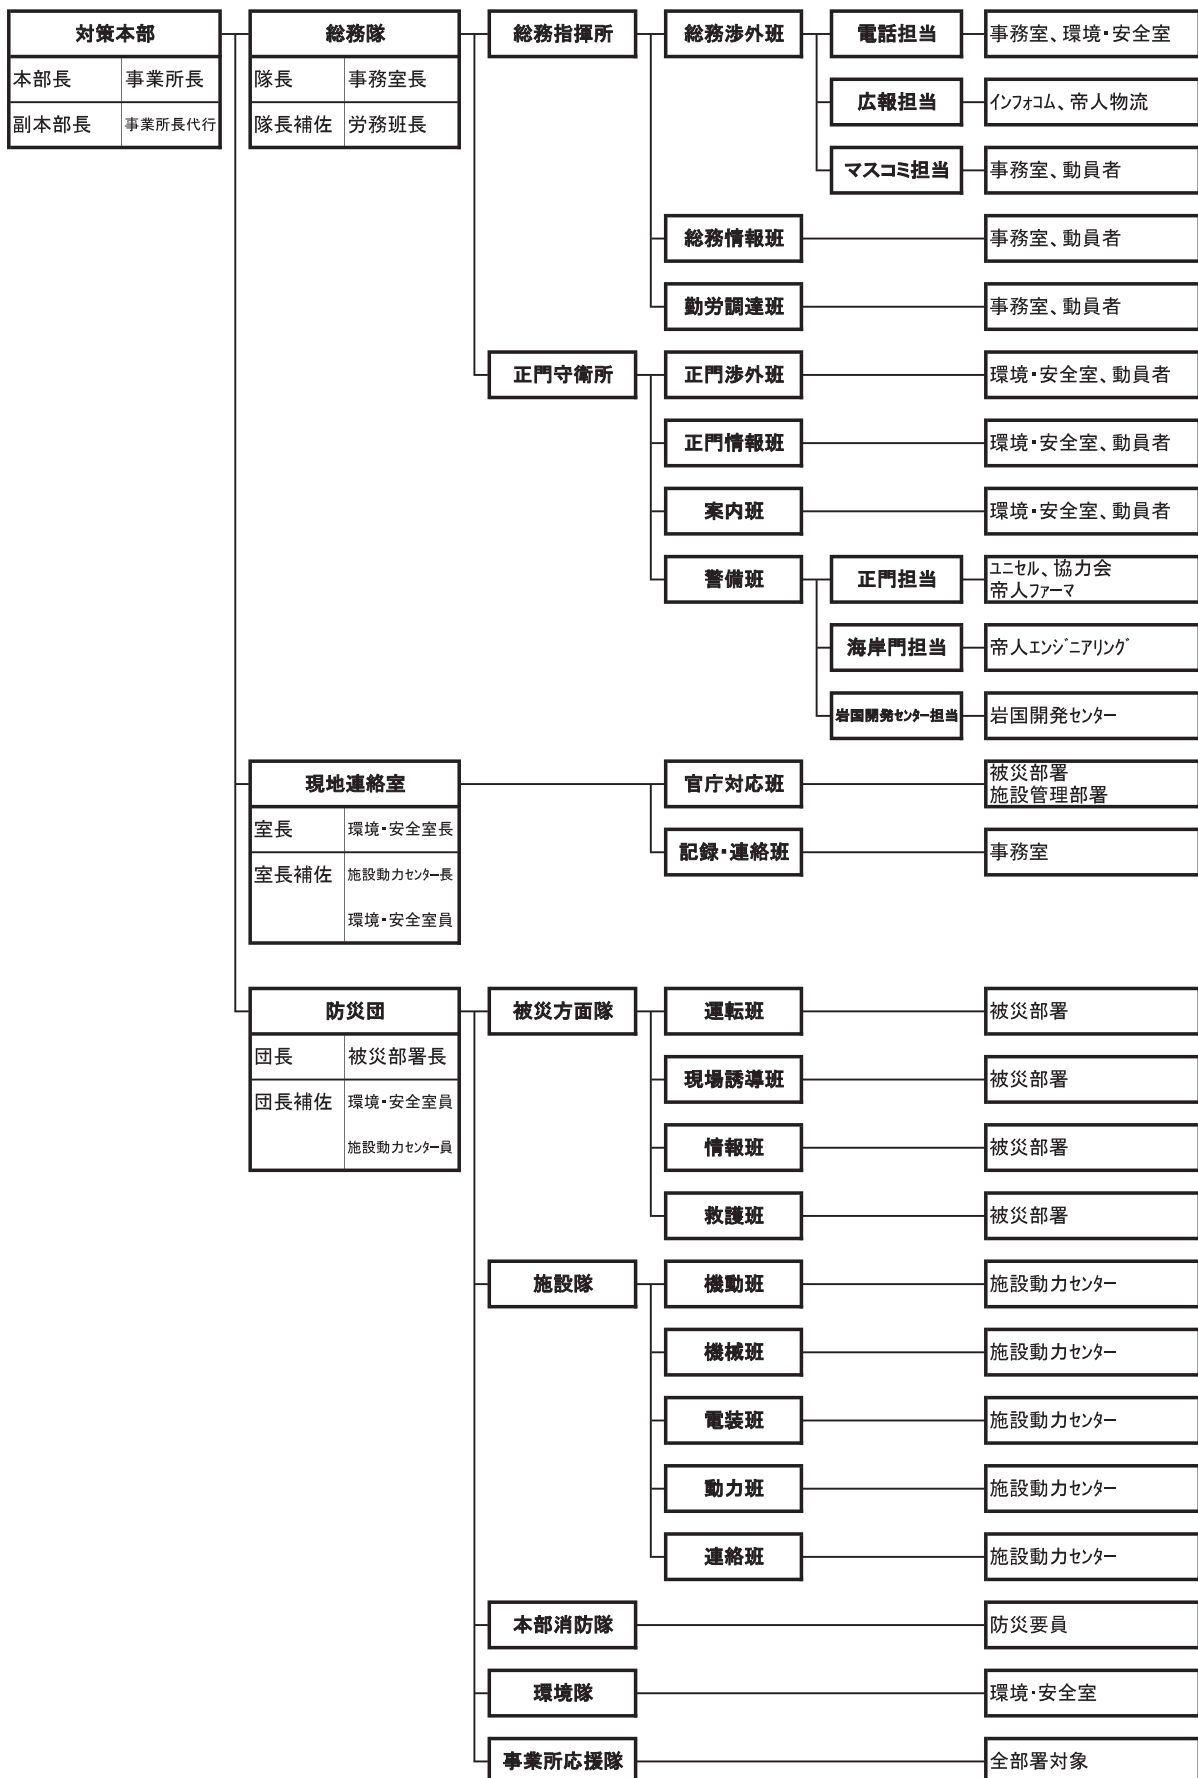 対策本部
本部長 事業所長
副本部長 事業所長代行
総務隊
隊長 事務室長
隊長補佐 労務班長
総務指揮所
総務渉外班
電話担当
事務室、環境・安全室
広報担当
インフォコム、帝人物流
マスコミ担当
事務室、動員者
総務情報班
事務室、動員者
勤労調達班
事務室、動員者
正門守衛所
正門渉外班
環境・安全室、動員者
正門情報班
環境・安全室、動員者
案内班
環境・安全室、動員者
警備班
正門担当
ユニセル、協力会
帝人ファーマ
海岸門担当
帝人エンジニアリング
岩国開発センター担当
岩国開発センター
現地連絡室
室長 環境・安全室長
室長補佐 施設動力センター長
環境・安全室員
官庁対応班
被災部署
施設管理部署
記録・連絡班
事務室
防災団
団長 被災部署長
団長補佐 環境・安全室員
施設動力センター員
被災方面隊
運転班
被災部署
現場誘導班
被災部署
情報班
被災部署
救護班
被災部署
施設隊
機動班
施設動力センター
機械班
施設動力センター
電装班
施設動力センター
動力班
施設動力センター
連絡班
施設動力センター
本部消防隊
防災要員
環境隊
環境・安全室
事業所応援隊
全部署対象